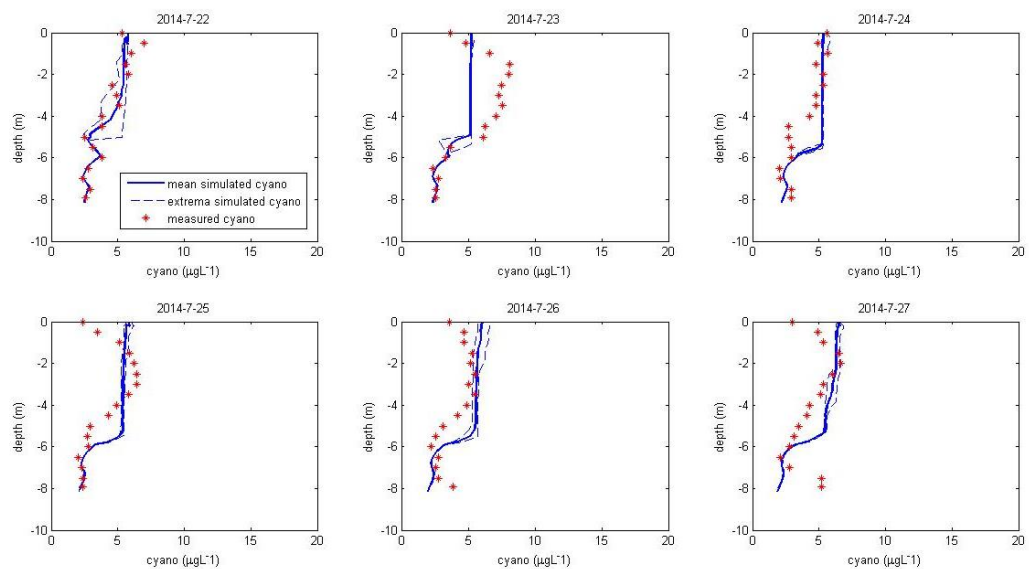 2014-7-22
0
-2
-4
-6
-8
-10
depth (m)
mean simulated cyano
extrema simulated cyano
measured cyano
0 5 10 15 20
cyano (μgL-1)
2014-7-23
0
-2
-4
-6
-8
-10
depth (m)
0 5 10 15 20
cyano (μgL-1)
2014-7-24
0
-2
-4
-6
-8
-10
depth (m)
0 5 10 15 20
cyano (μgL-1)
2014-7-25
0
-2
-4
-6
-8
-10
depth (m)
0 5 10 15 20
cyano (μgL-1)
2014-7-26
0
-2
-4
-6
-8
-10
depth (m)
0 5 10 15 20
cyano (μgL-1)
2014-7-27
0
-2
-4
-6
-8
-10
depth (m)
0 5 10 15 20
cyano (μgL-1)